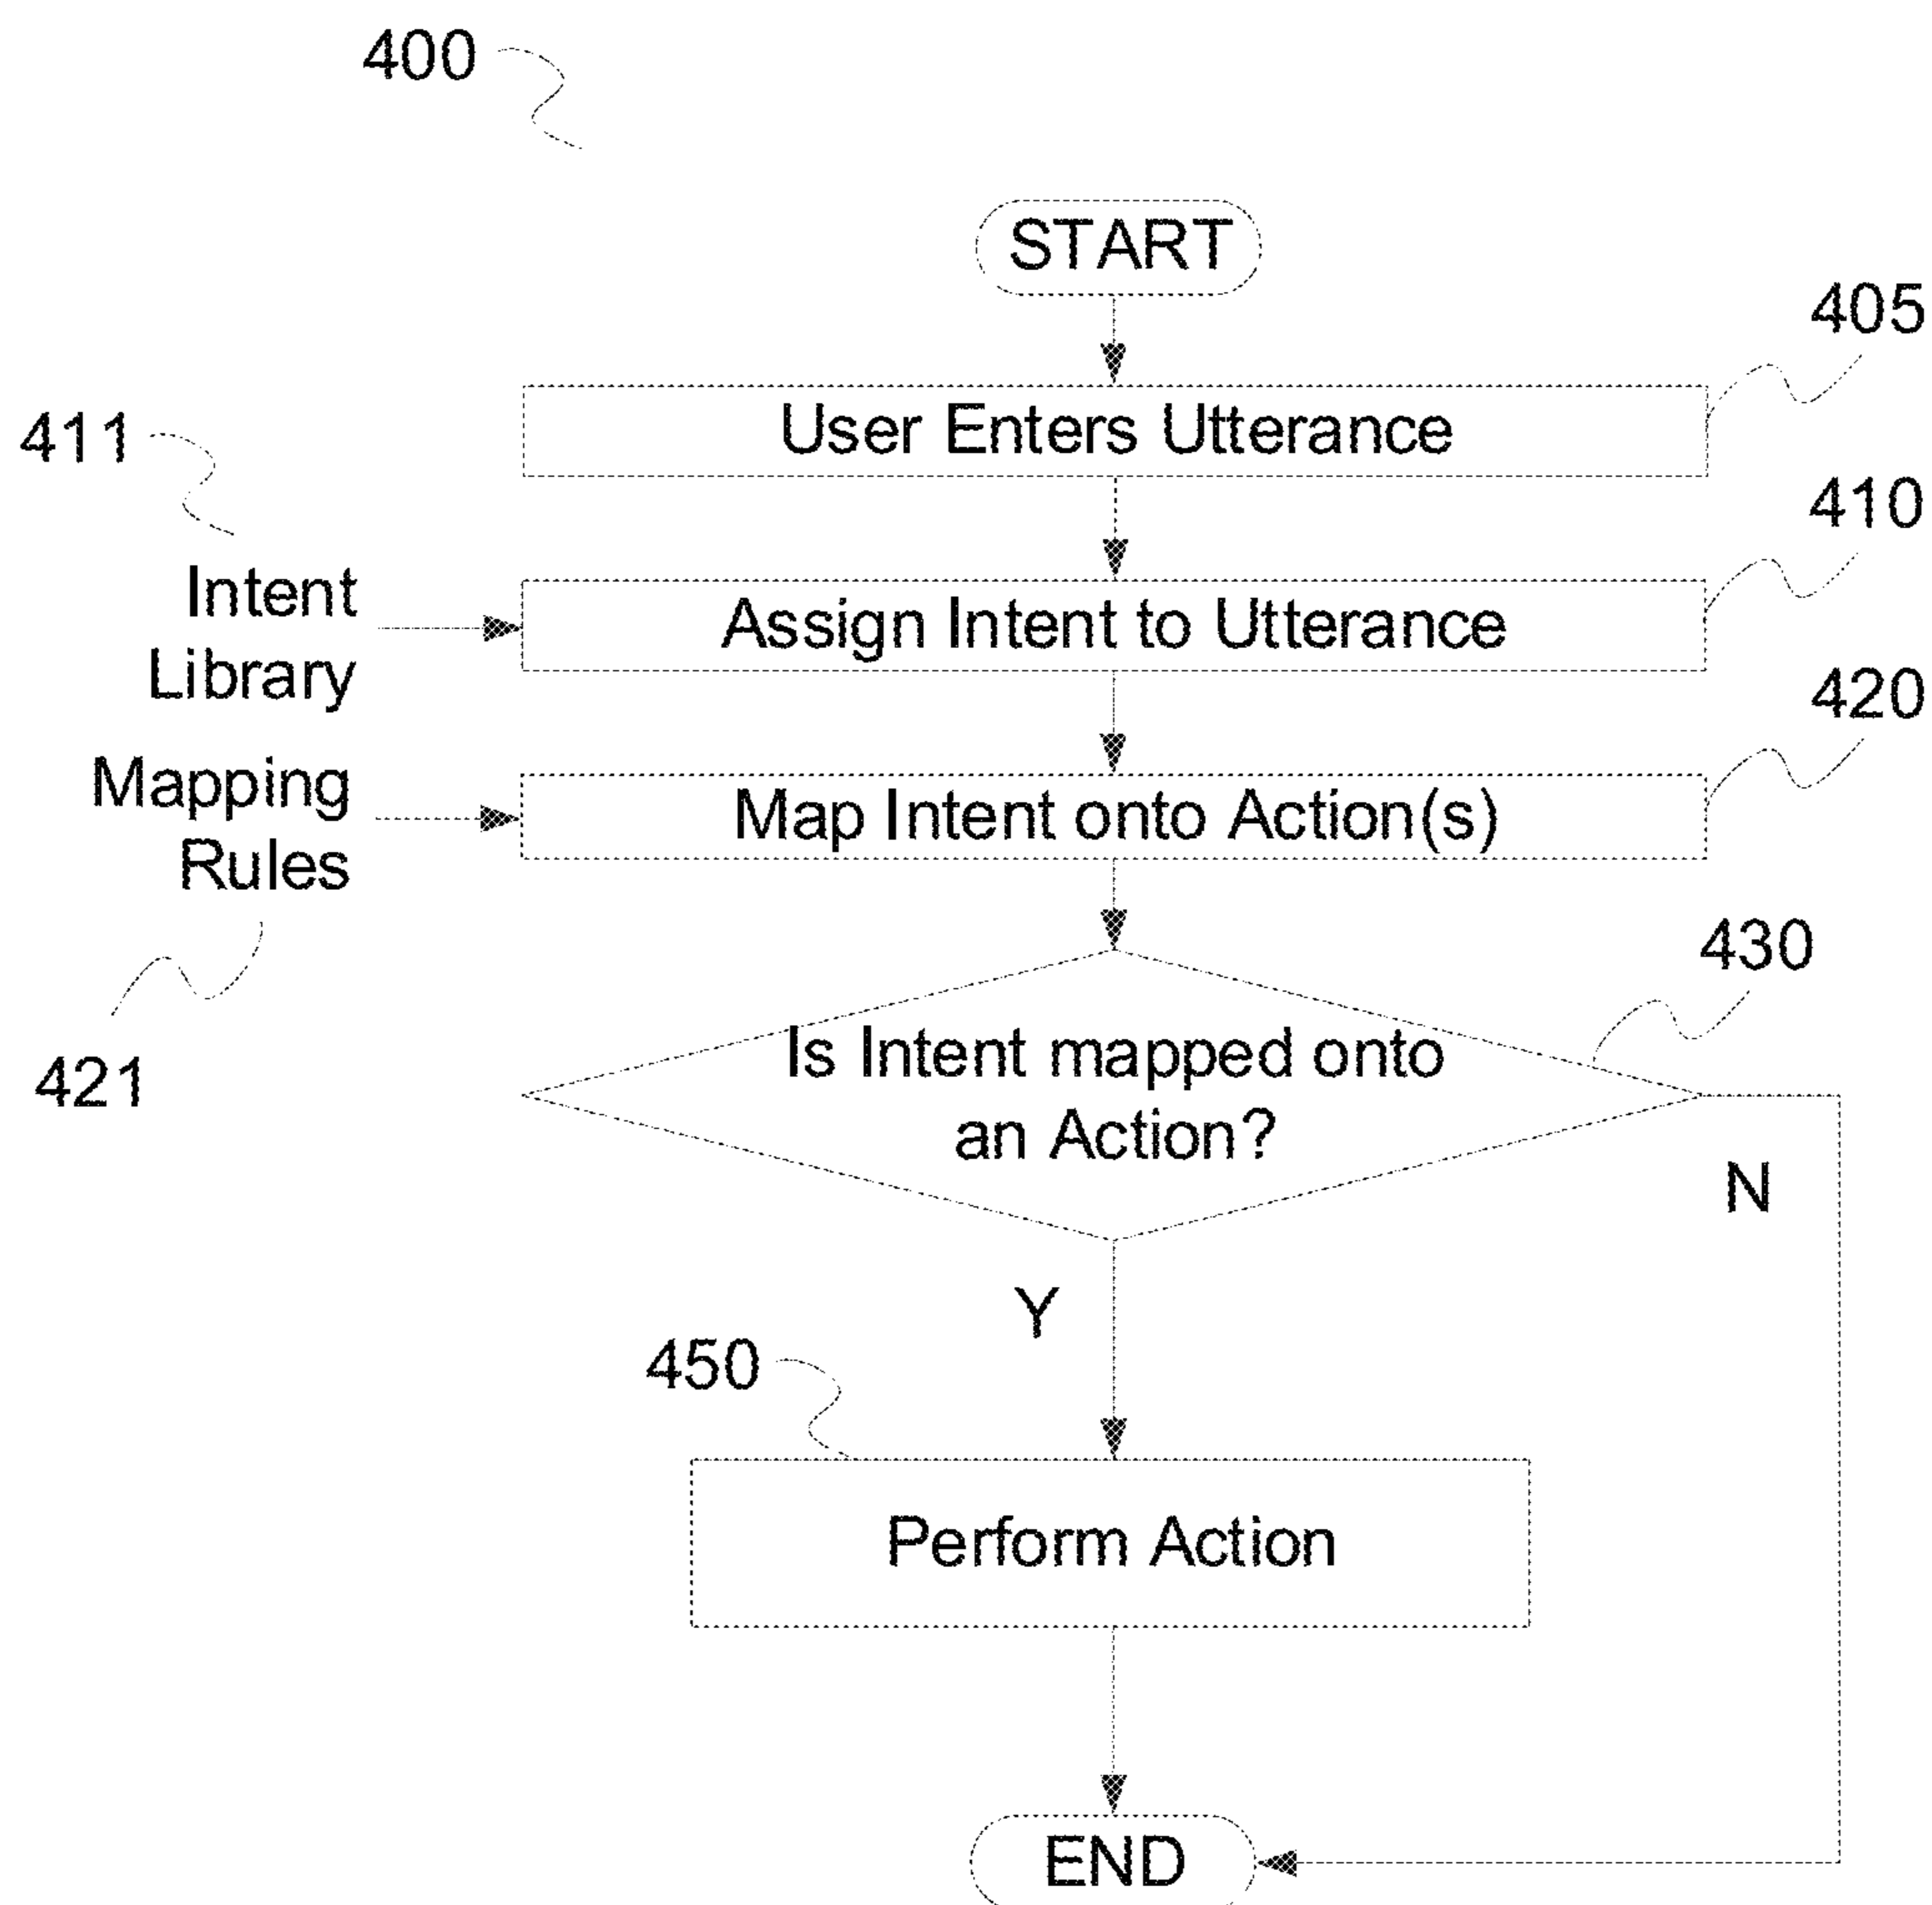 400
START
405
User Enters Utterance
411
410
Intent
Library
Assign Intent to Utterance
420
Mapping
Rules
Map Intent onto Action(s)
430
421
Is Intent mapped onto
an Action?
N
Y
450
Perform Action
END